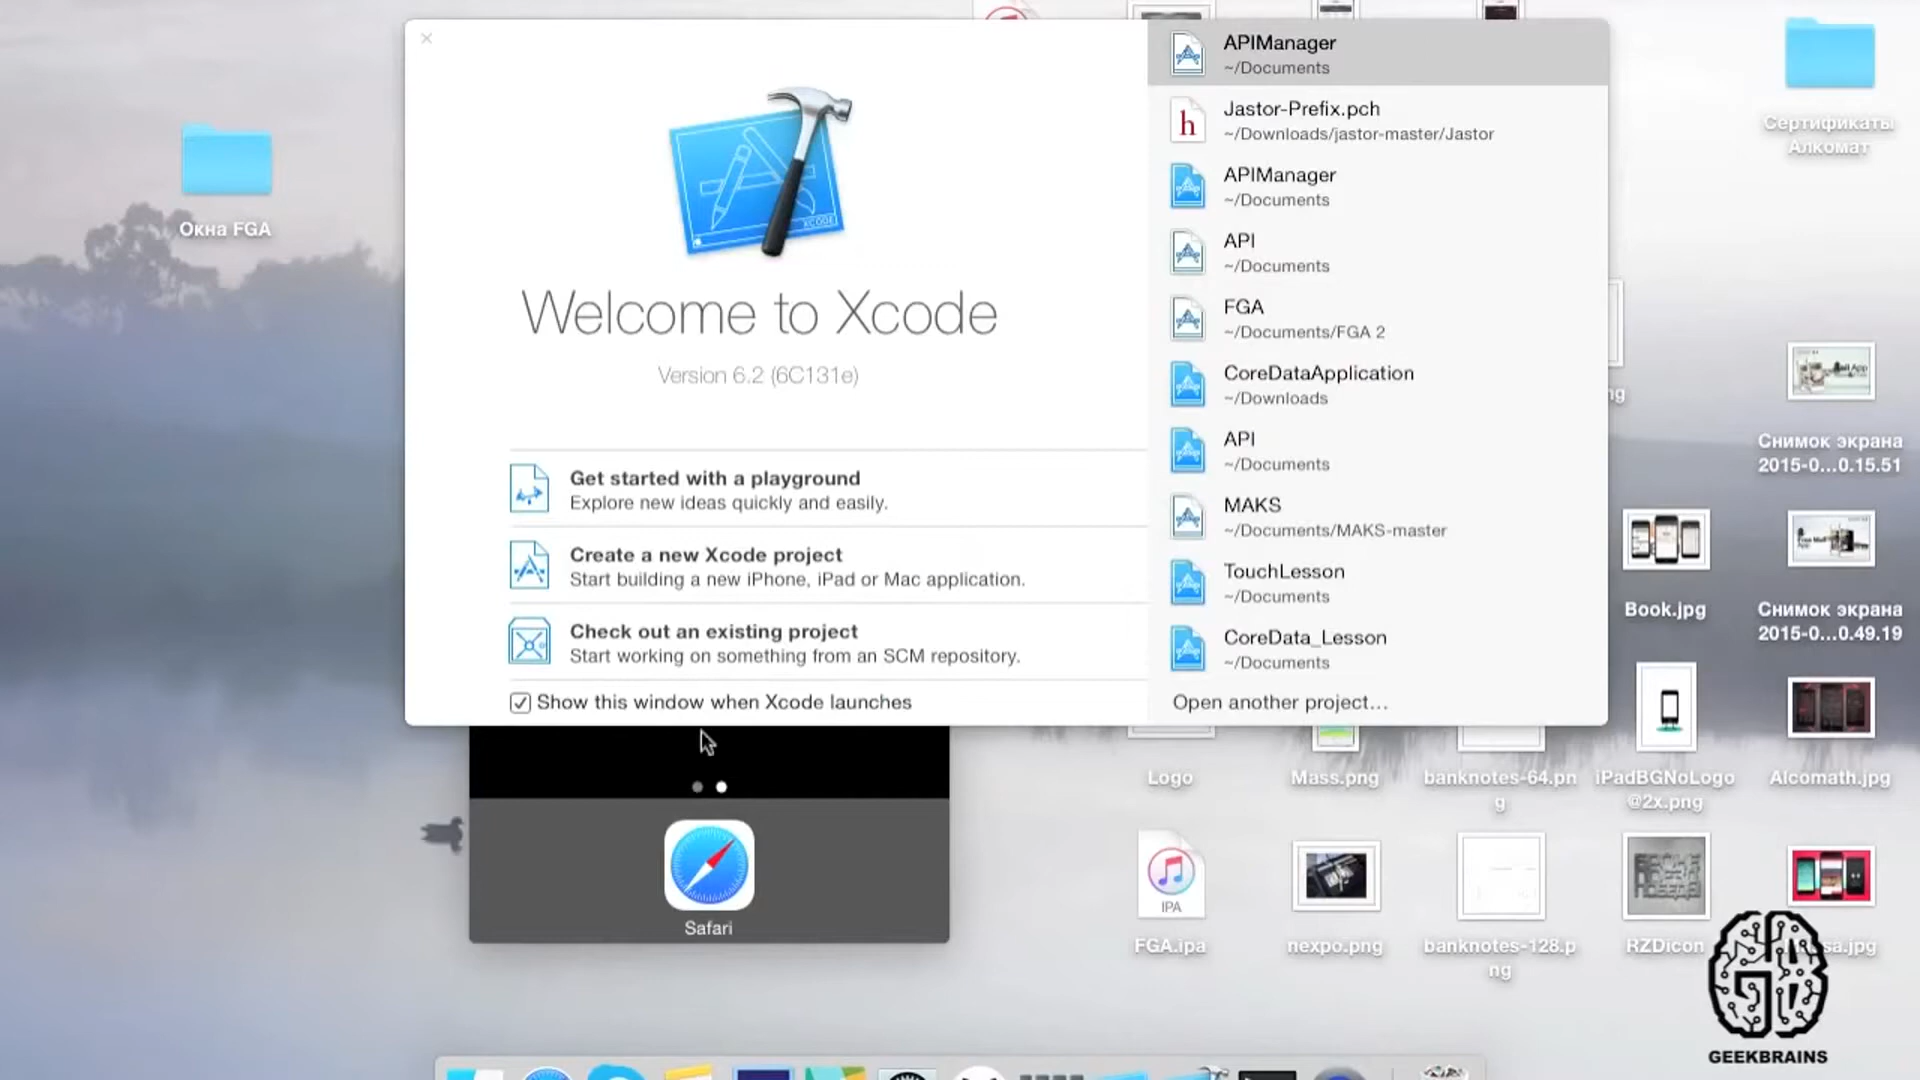 Welcome to Xcode
Version 6.2 (6C131e)
Get started with a playground
Explore new ideas quickly and easily.
Create a new Xcode project
Start building a new iPhone, iPad or Mac application.
Check out an existing project
Start working on something from an SCM repository.
Show this window when Xcode launches
APIManager
~/Documents
Jastor-Prefix.pch
~/Downloads/jastor-master/Jastor
APIManager
~/Documents
API
~/Documents
FGA
~/Documents/FGA 2
CoreDataApplication
~/Downloads
API
~/Documents
MAKS
~/Documents/MAKS-master
TouchLesson
~/Documents
CoreData_Lesson
~/Documents
Open another project...
XCODE
h
Окна FGA
Safari
Сертификаты
Алкомат
Снимок экрана
2015-0...0.15.51
Book.jpg
Снимок экрана
2015-0...0.49.19
Logo
Mass.png
banknotes-64.pn
g
iPadBGNoLogo
@2x.png
Alcomath.jpg
IPA
FGA.ipa
nexpo.png
banknotes-128.p
ng
RZDicon
sa.jpg
GEEKBRAINS